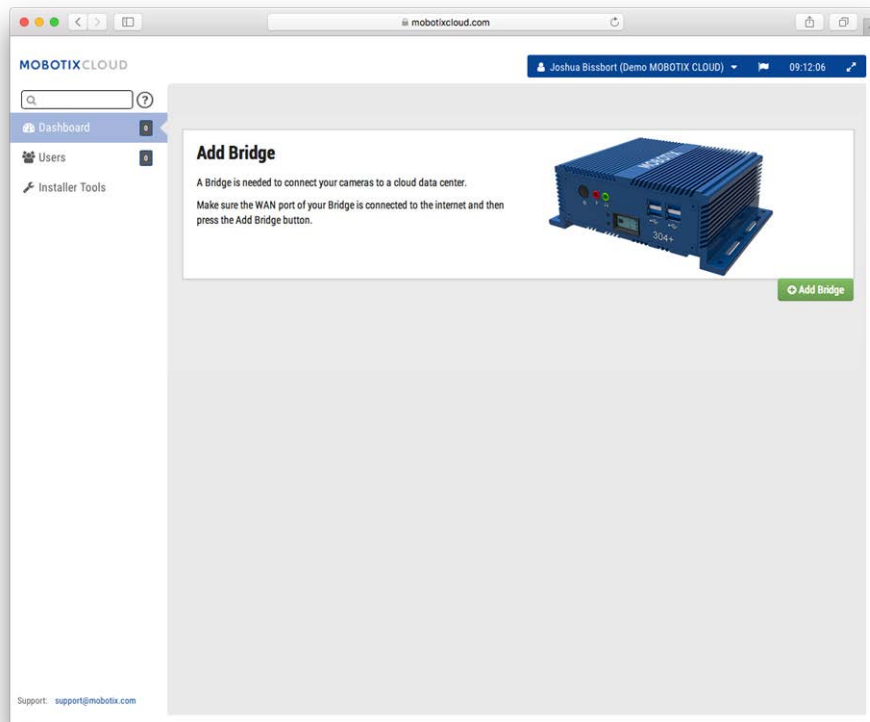 mobotixcloud.com
MOBOTIXCLOUD
Joshua Bissbort (Demo MOBOTIX CLOUD)
09:12:06
?
Dashboard
0
Users
0
Installer Tools
Add Bridge
A Bridge is needed to connect your cameras to a cloud data center.
Make sure the WAN port of your Bridge is connected to the internet and then
press the Add Bridge button.
MOBOTIX
304+
Add Bridge
Support: support@mobotix.com